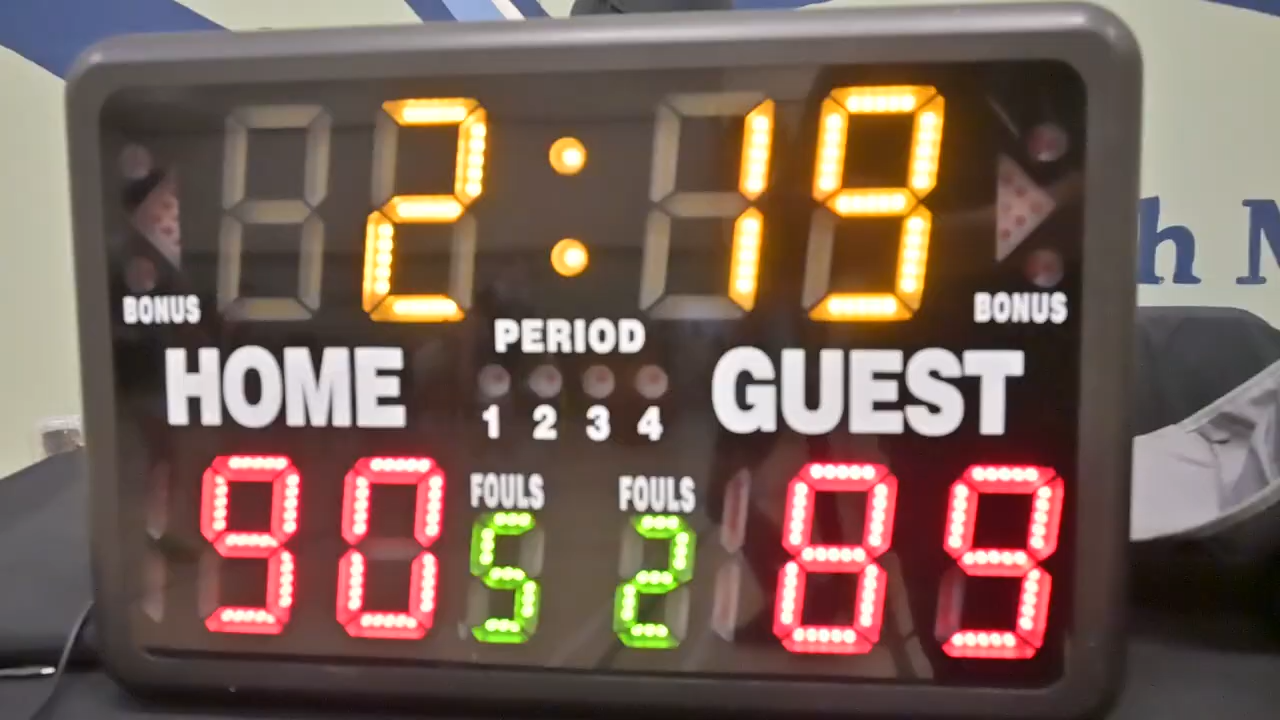 2:19
BONUS
BONUS
PERIOD
HOME
GUEST
1 2 3 4
FOULS
FOULS
90
5
2
89
h M